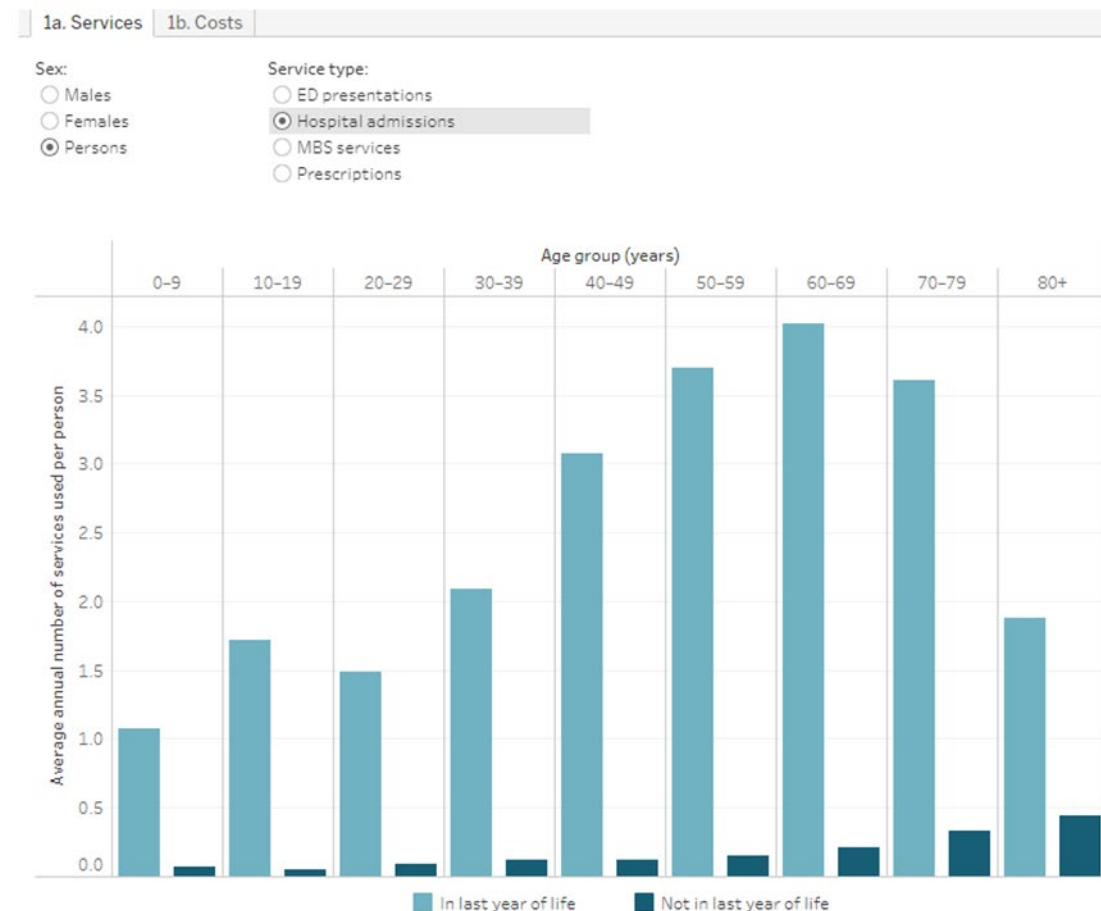 1a. Services 1b. Costs
Sex: Service type:
Males ED presentations
Females Hospital admissions
Persons MBS services
Prescriptions
Age group (years)
0–9 10–19 20–29 30–39 40–49 50–59 60–69 70–79 80+
Average annual number of services used per person
4.0
3.5
3.0
2.5
2.0
1.5
1.0
0.5
0.0
In last year of life Not in last year of life